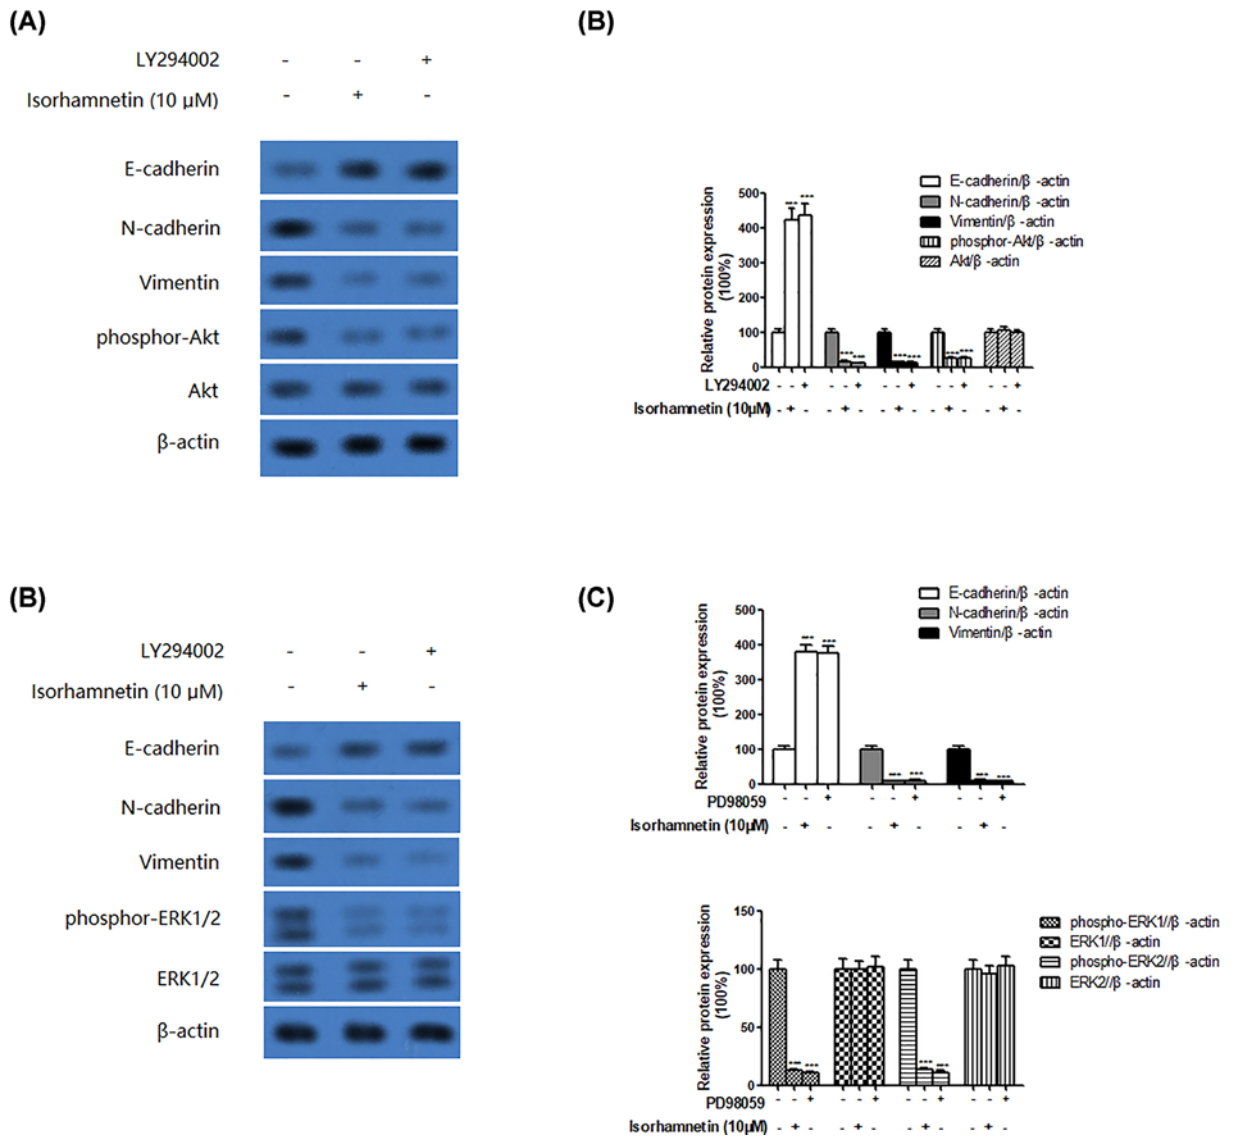 (A)
LY294002 - - +
Isorhamnetin (10 μM) - + -
E-cadherin
N-cadherin
Vimentin
phosphor-Akt
Akt
β-actin
(B)
E-cadherin/β -actin
N-cadherin/β -actin
Vimentin/β -actin
phosphor-Akt/β -actin
Akt/β -actin
Relative protein expression
(100%)
500
400
300
200
100
0
*** *** *** *** *** *** *** ***
LY294002 - - + - - + - - + - - + - - +
Isorhamnetin (10μM) - + - - + - - + - - + - - + -
(B)
LY294002 - - +
Isorhamnetin (10 μM) - + -
E-cadherin
N-cadherin
Vimentin
phosphor-ERK1/2
ERK1/2
β-actin
(C)
E-cadherin/β -actin
N-cadherin/β -actin
Vimentin/β -actin
Relative protein expression
(100%)
500
400
300
200
100
0
*** *** *** *** *** ***
PD98059 - - + - - + - - +
Isorhamnetin (10μM) - + - - + - - + -
phospho-ERK1//β -actin
ERK1//β -actin
phospho-ERK2//β -actin
ERK2//β -actin
Relative protein expression
(100%)
150
100
50
0
*** *** *** ***
PD98059 - - + - - + - - + - - +
Isorhamnetin (10μM) - + - - + - - + - - + -